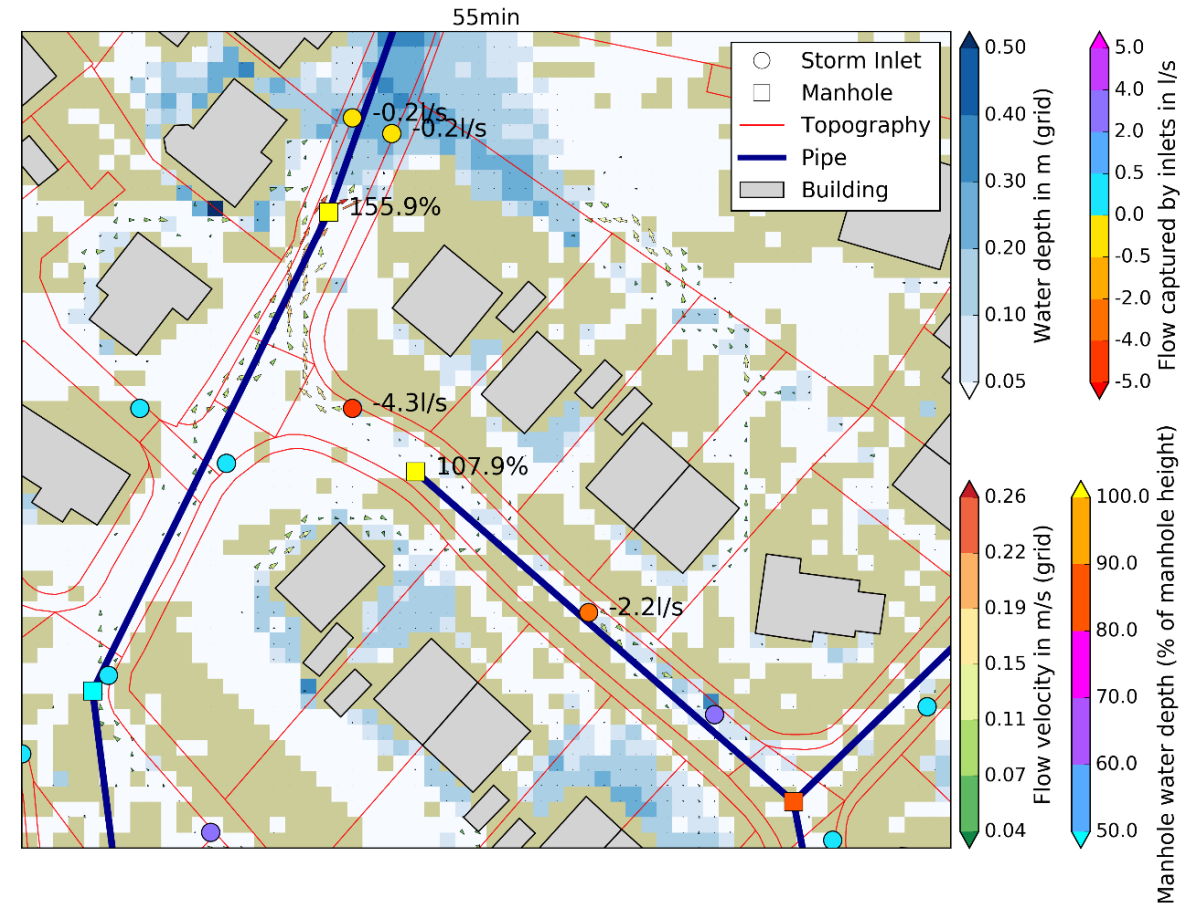 55min
-0.2l/s
-0.2l/s
155.9%
-4.3l/s
107.9%
-2.2l/s
Storm Inlet
Manhole
Topography
Pipe
Building
0.50
0.40
0.30
0.20
0.10
0.05
Water depth in m (grid)
5.0
4.0
2.0
0.5
0.0
-0.5
-2.0
-4.0
-5.0
Flow captured by inlets in l/s
0.26
0.22
0.19
0.15
0.11
0.07
0.04
Flow velocity in m/s (grid)
100.0
90.0
80.0
70.0
60.0
50.0
Manhole water depth (% of manhole height)